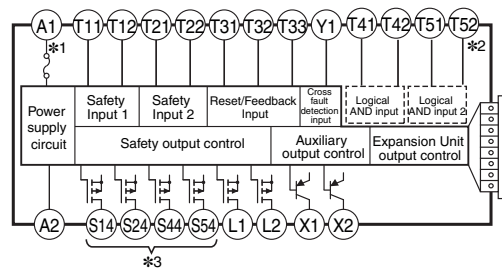 A1 T11 T12 T21 T22 T31 T32 T33 Y1 T41 T42 T51 T52
*1 *2
Power supply circuit
Safety Input 1
Safety Input 2
Reset/Feedback Input
Cross fault detection input
Logical AND input
Logical AND input 2
Safety output control
Auxiliary output control
Expansion Unit output control
A2 S14 S24 S44 S54 L1 L2 X1 X2
*3